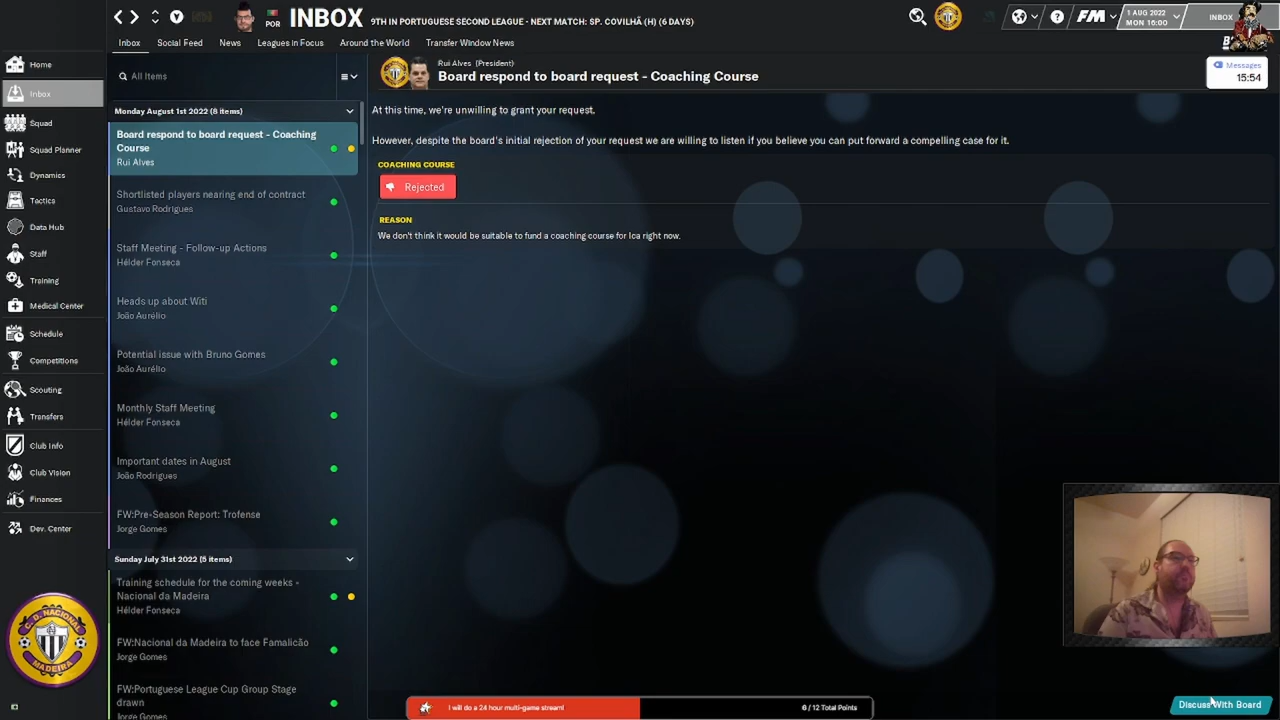 INBOX
9TH IN PORTUGUESE SECOND LEAGUE - NEXT MATCH: SP. COVILHÃ (H) (6 DAYS)
POR
FM
1 AUG 2022
MON 16:00
INBOX
Inbox
Social Feed
News
Leagues in Focus
Around the World
Transfer Window News
Home
Inbox
Squad
Squad Planner
Dynamics
Tactics
Data Hub
Staff
Training
Medical Center
Schedule
Competitions
Scouting
Transfers
Club Info
Club Vision
Finances
Dev. Center
C.D. NACIONAL
MADEIRA
All Items
Monday August 1st 2022 (8 items)
Board respond to board request - Coaching
Course
Rui Alves
Shortlisted players nearing end of contract
Gustavo Rodrigues
Staff Meeting - Follow-up Actions
Hélder Fonseca
Heads up about Witi
João Aurélio
Potential issue with Bruno Gomes
João Aurélio
Monthly Staff Meeting
Hélder Fonseca
Important dates in August
João Rodrigues
FW:Pre-Season Report: Trofense
Jorge Gomes
Sunday July 31st 2022 (5 items)
Training schedule for the coming weeks -
Nacional da Madeira
Hélder Fonseca
FW:Nacional da Madeira to face Famalicão
Jorge Gomes
FW:Portuguese League Cup Group Stage
drawn
Jorge Gomes
Rui Alves (President)
Board respond to board request - Coaching Course
Messages
15:54
At this time, we're unwilling to grant your request.
However, despite the board's initial rejection of your request we are willing to listen if you believe you can put forward a compelling case for it.
COACHING COURSE
Rejected
REASON
We don't think it would be suitable to fund a coaching course for Ica right now.
I will do a 24 hour multi-game stream!
6 / 12 Total Points
Discuss With Board